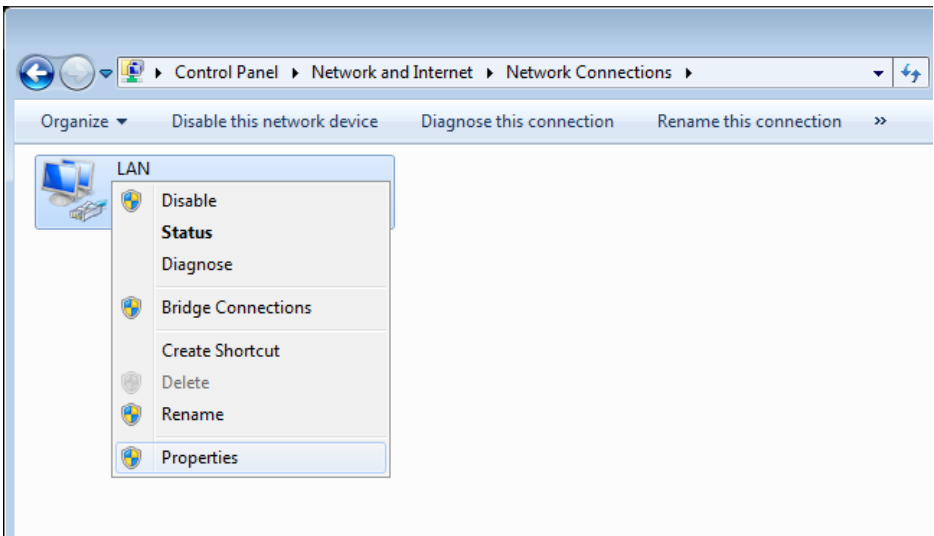 Control Panel Network and Internet Network Connections
Organize Disable this network device Diagnose this connection Rename this connection »
LAN
Disable
Status
Diagnose
Bridge Connections
Create Shortcut
Delete
Rename
Properties